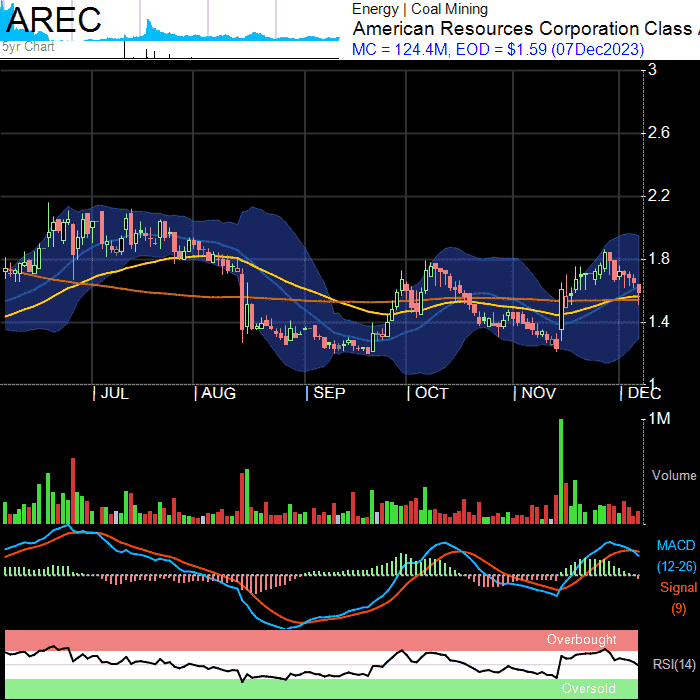 AREC
5yr Chart
Energy | Coal Mining
American Resources Corporation Class
MC = 124.4M, EOD = $1.59 (07Dec2023)
3
2.6
2.2
1.8
1.4
1
| JUL | AUG | SEP | OCT | NOV | DEC
1M
Volume
MACD
(12-26)
Signal
(9)
Overbought
RSI(14)
Oversold